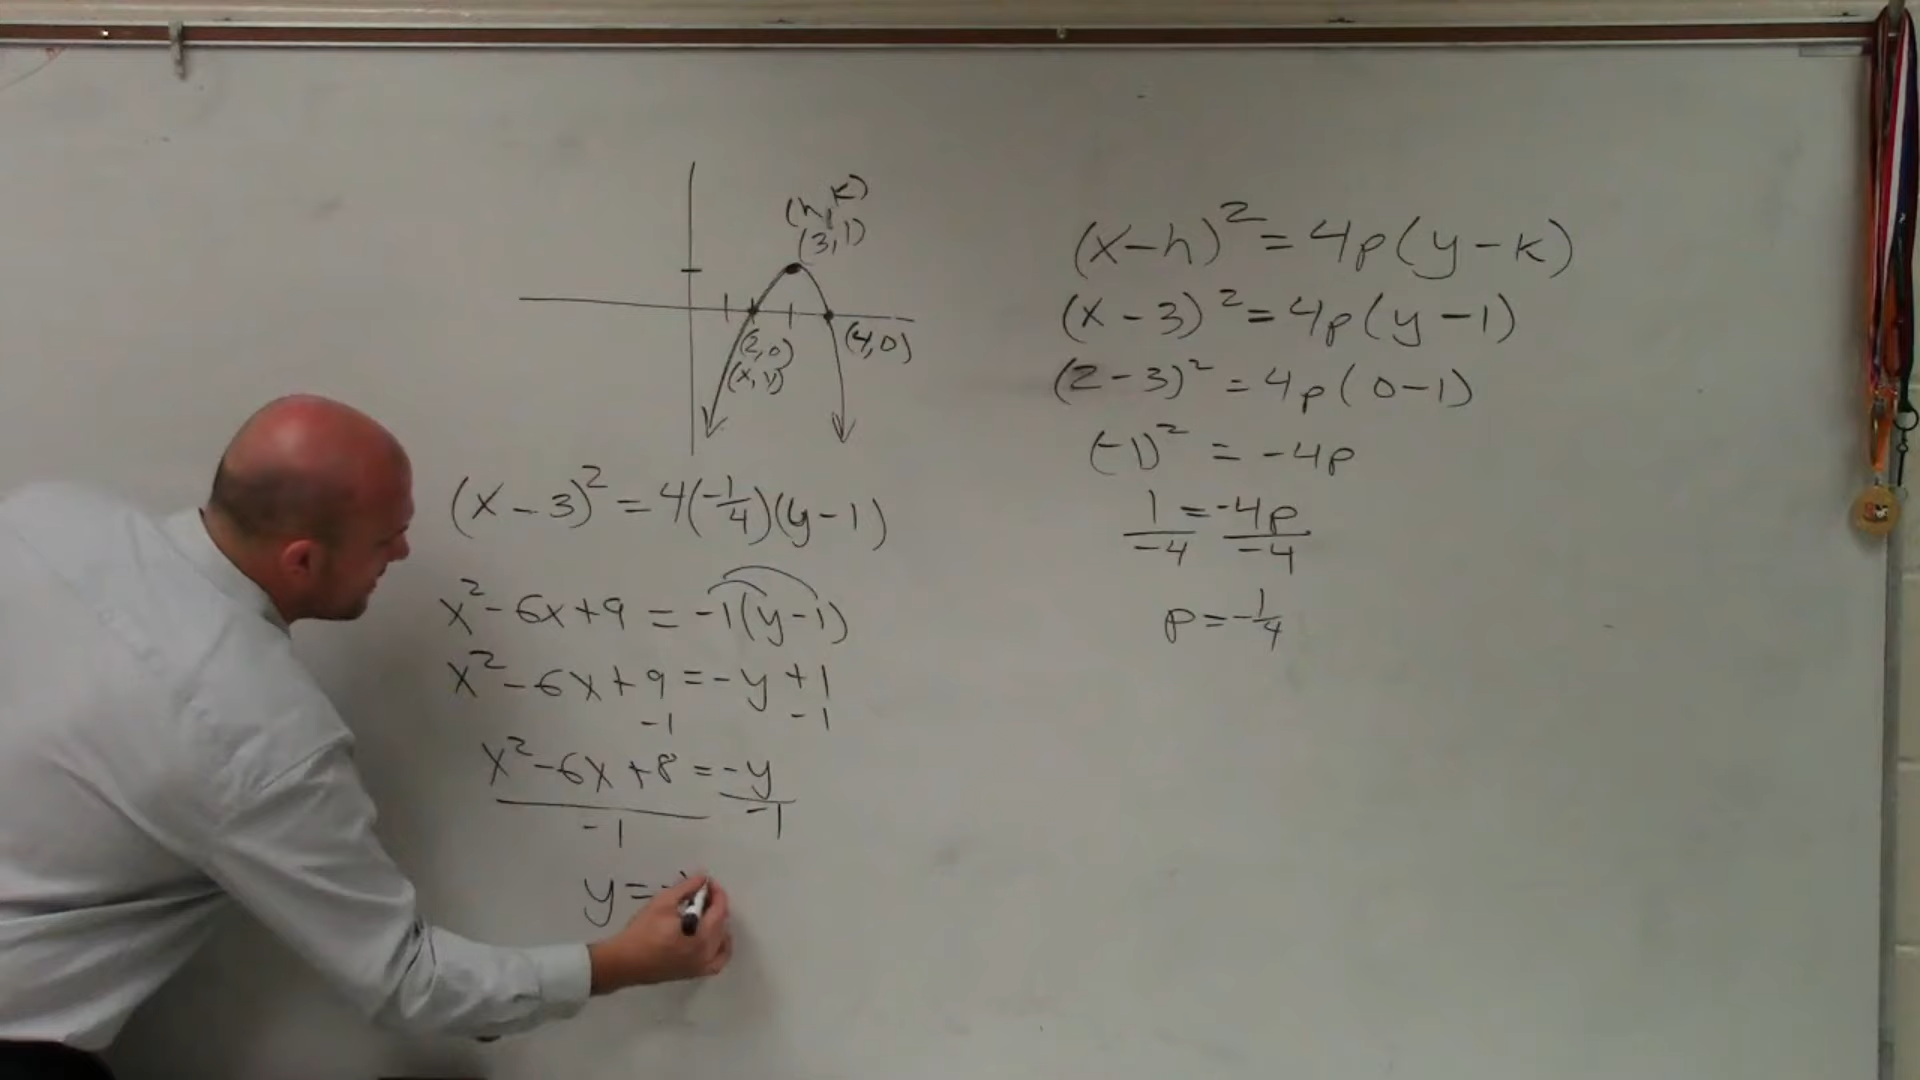 (h, k)
(3, 1)
(2, 0)
(x, y)
(4, 0)
(x - 3)² = 4(-1/4)(y - 1)
x² - 6x + 9 = -1(y - 1)
x² - 6x + 9 = -y + 1
-1 -1
x² - 6x + 8 = -y
-1 -1
y = -
(x - h)² = 4p(y - k)
(x - 3)² = 4p(y - 1)
(2 - 3)² = 4p(0 - 1)
(-1)² = -4p
1 = -4p
-4 -4
p = -1/4